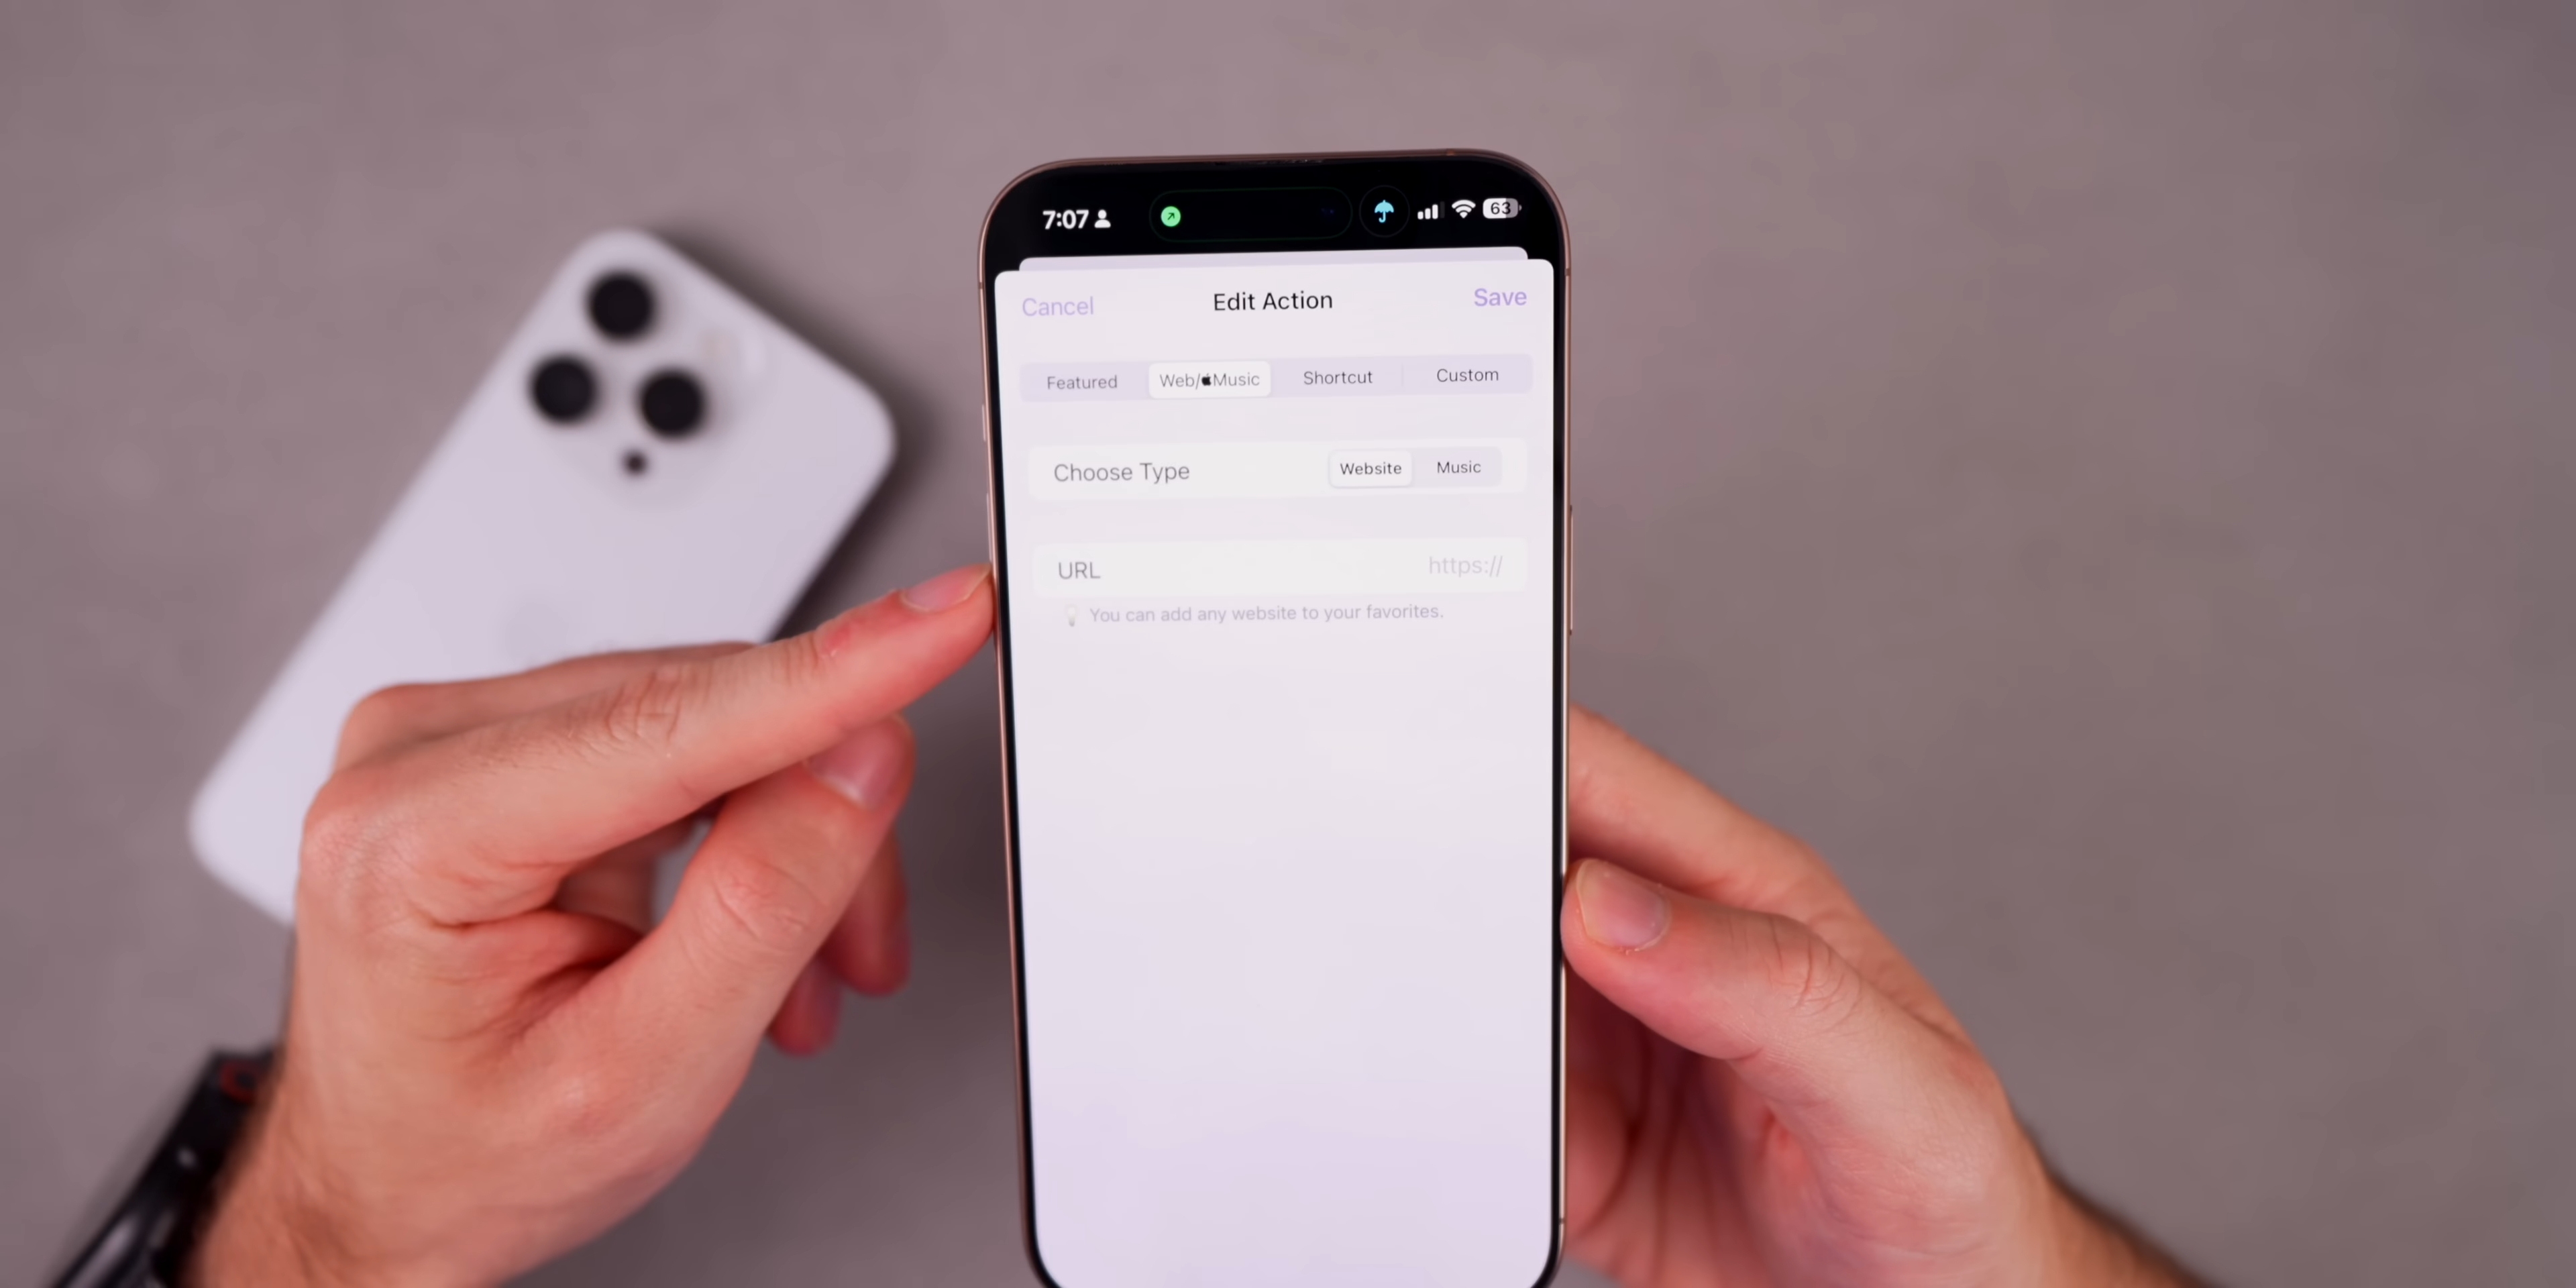 7:07 63
Cancel Edit Action Save
Featured Web/Music Shortcut Custom
Choose Type Website Music
URL https://
You can add any website to your favorites.